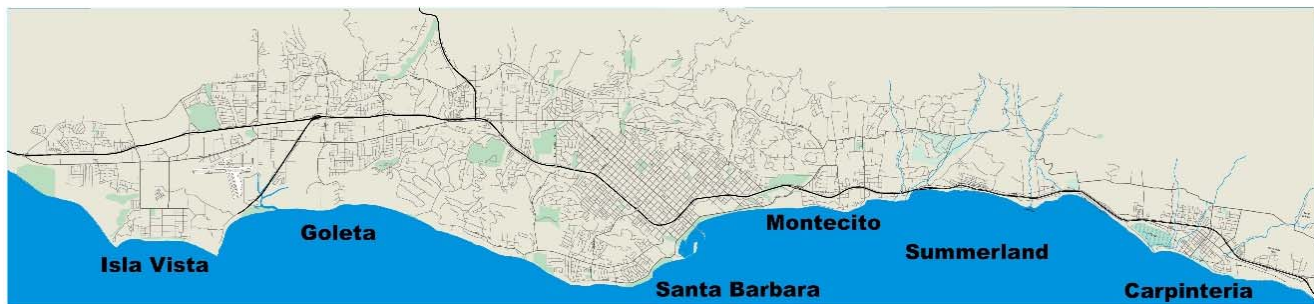 Isla Vista
Goleta
Santa Barbara
Montecito
Summerland
Carpinteria